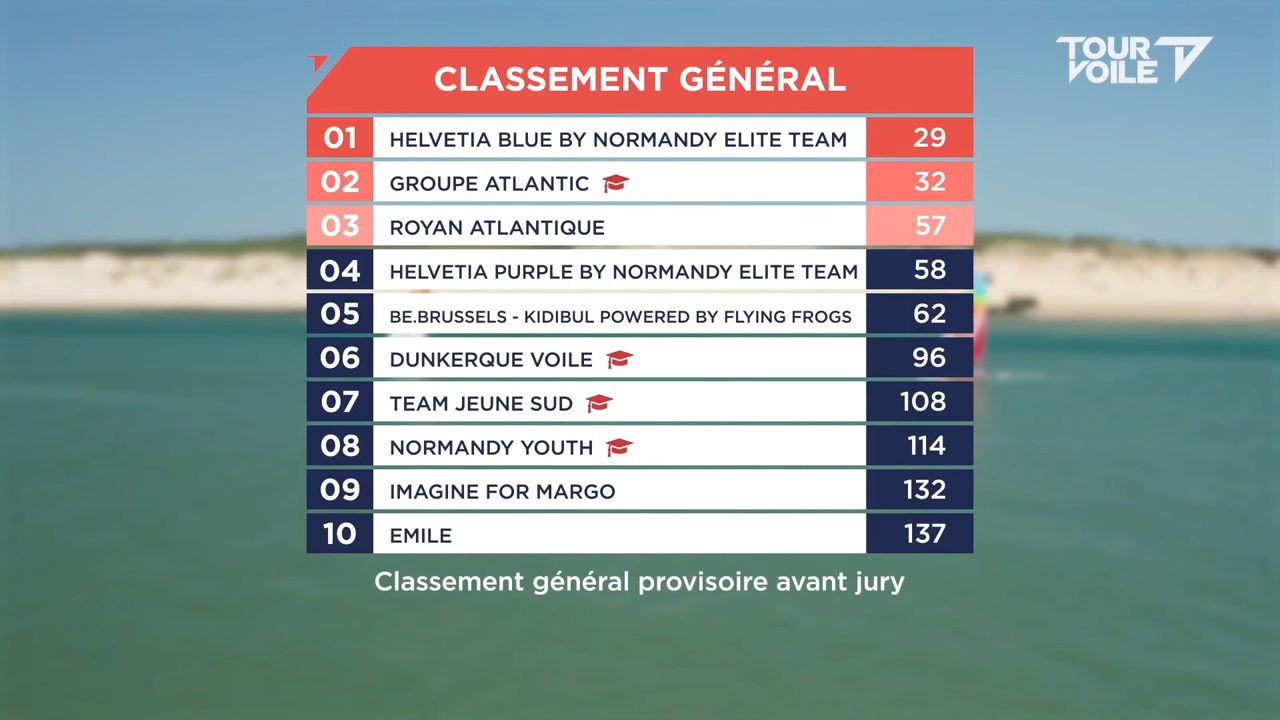 TOUR
VOILE
CLASSEMENT GÉNÉRAL
01 HELVETIA BLUE BY NORMANDY ELITE TEAM 29
02 GROUPE ATLANTIC 32
03 ROYAN ATLANTIQUE 57
04 HELVETIA PURPLE BY NORMANDY ELITE TEAM 58
05 BE.BRUSSELS - KIDIBUL POWERED BY FLYING FROGS 62
06 DUNKERQUE VOILE 96
07 TEAM JEUNE SUD 108
08 NORMANDY YOUTH 114
09 IMAGINE FOR MARGO 132
10 EMILE 137
Classement général provisoire avant jury